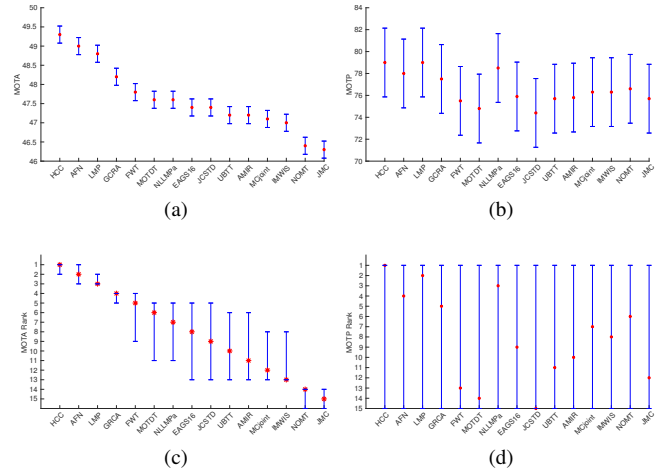 50
49.5
49
48.5
48
47.5
47
46.5
46
MOTA
HCC
AFN
LMP
GCRA
FWT
MOTDT
NLLMPa
EAGS16
JCSTD
UBTT
AMIR
MCjoint
IMWIS
NOMT
JMC
(a)
84
82
80
78
76
74
72
70
MOTP
HCC
AFN
LMP
GCRA
FWT
MOTDT
NLLMPa
EAGS16
JCSTD
UBTT
AMIR
MCjoint
IMWIS
NOMT
JMC
(b)
1
2
3
4
5
6
7
8
9
10
11
12
13
14
15
MOTA Rank
HCC
AFN
LMP
GRCA
FWT
MOTDT
NLLMPa
EAGS16
JCSTD
UBTT
AMIR
MCjoint
IMWIS
NOMT
JMC
(c)
1
2
3
4
5
6
7
8
9
10
11
12
13
14
15
MOTP Rank
HCC
AFN
LMP
GRCA
FWT
MOTDT
NLLMPa
EAGS16
JCSTD
UBTT
AMIR
MCjoint
IMWIS
NOMT
JMC
(d)